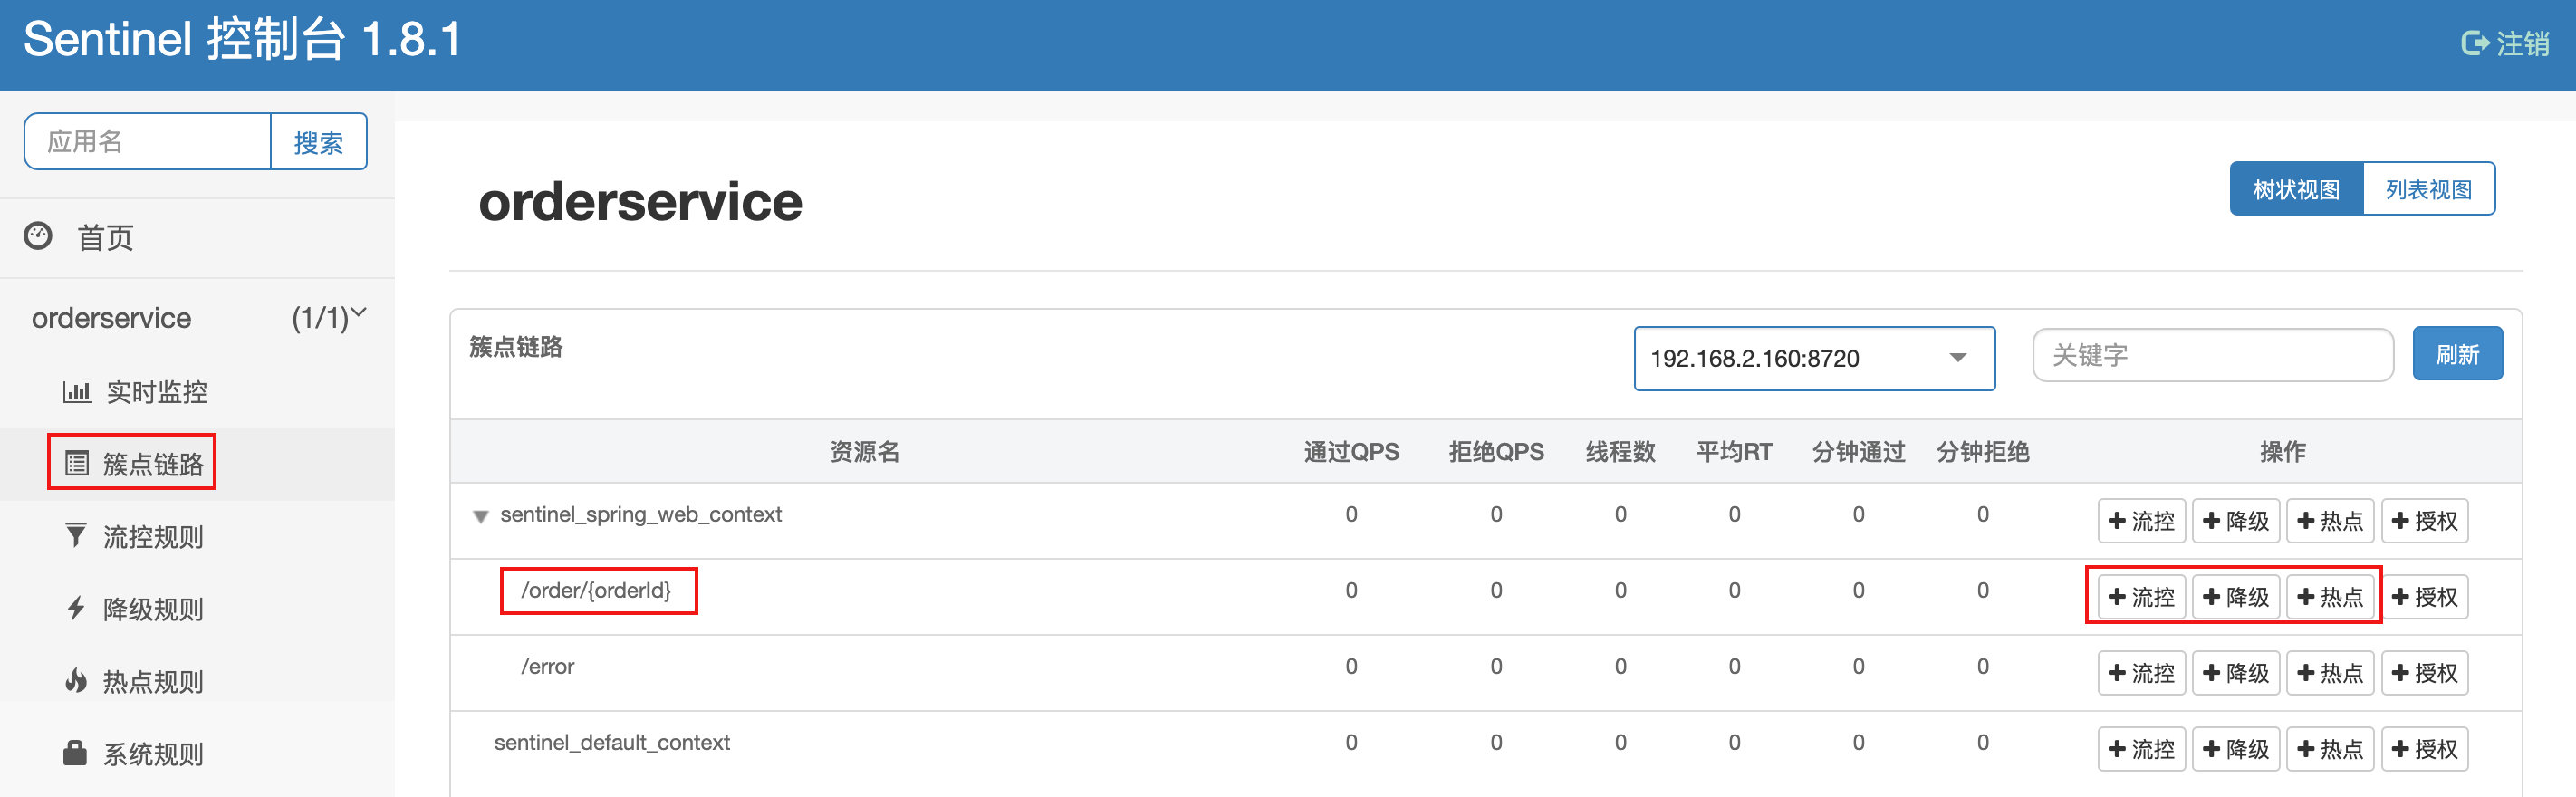 Sentinel 控制台 1.8.1
注销
应用名
搜索
首页
orderservice (1/1)
实时监控
簇点链路
流控规则
降级规则
热点规则
系统规则
orderservice
树状视图 列表视图
簇点链路
192.168.2.160:8720
关键字
刷新
资源名 通过QPS 拒绝QPS 线程数 平均RT 分钟通过 分钟拒绝 操作
sentinel_spring_web_context 0 0 0 0 0 0 流控 降级 热点 授权
/order/{orderId} 0 0 0 0 0 0 流控 降级 热点 授权
/error 0 0 0 0 0 0 流控 降级 热点 授权
sentinel_default_context 0 0 0 0 0 0 流控 降级 热点 授权